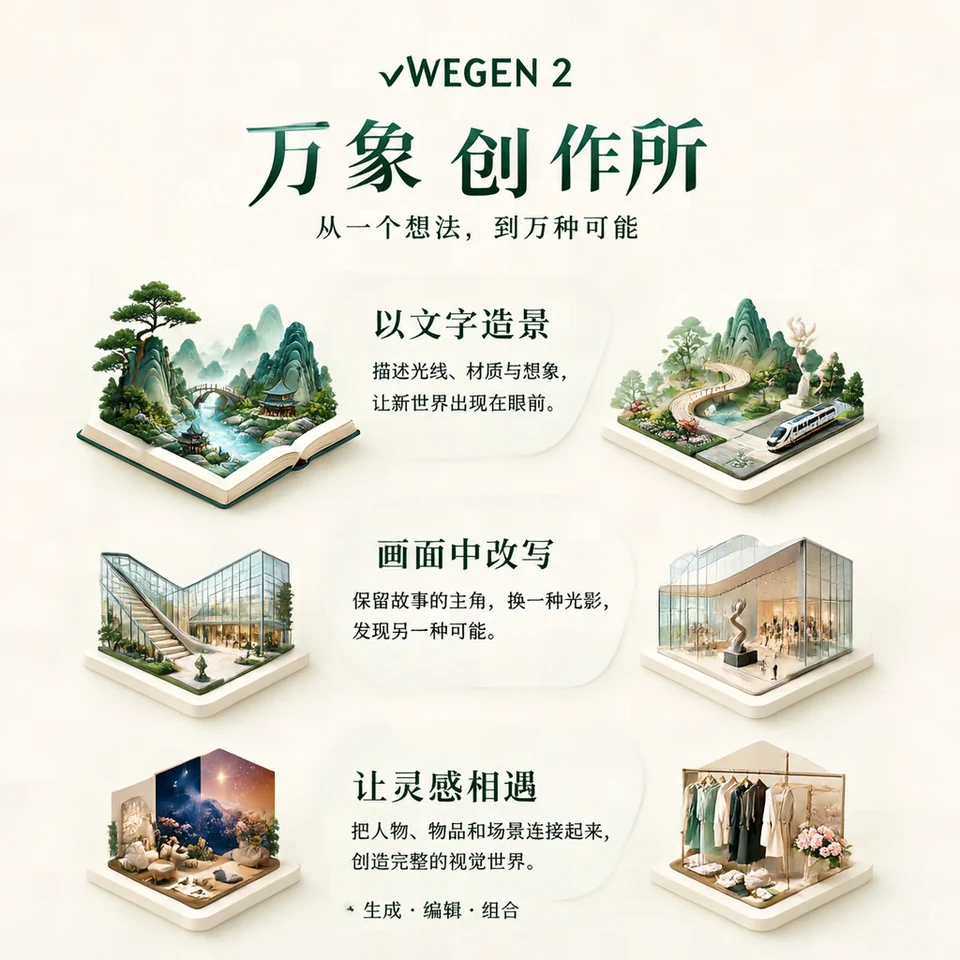 WEGEN 2
万象创作所
从一个想法，到万种可能
以文字造景
描述光线、材质与想象，
让新世界出现在眼前。
画面中改写
保留故事的主角，换一种光影，
发现另一种可能。
让灵感相遇
把人物、物品和场景连接起来，
创造完整的视觉世界。
生成 · 编辑 · 组合